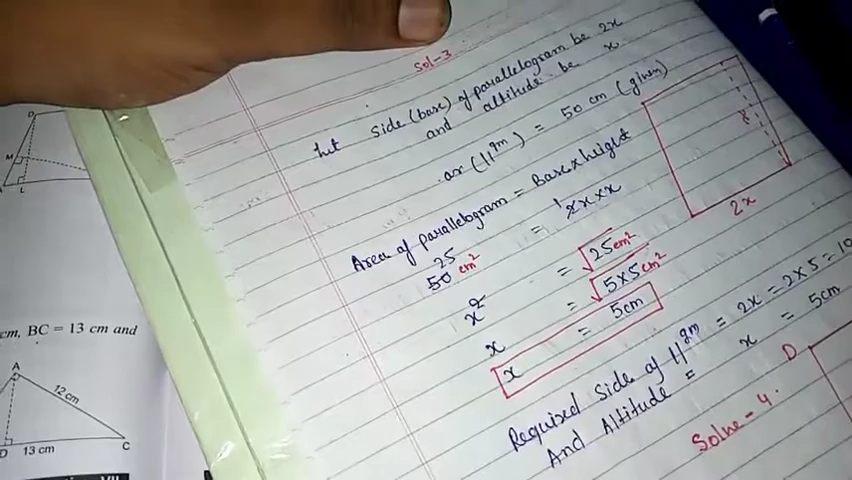 Sol-3
Let side (base) of parallelogram be 2x
and altitude be x
ar (||gm) = 50 cm (given)
Area of parallelogram = Base x height
25
50 cm² = 2x x x
x² = √25 cm²
x = √5x5 cm²
x = 5cm
Required side of ||gm = 2x = 2x5 = 10
And Altitude = x = 5cm
Solve-4.
x
2x
D
D
M
L
cm, BC = 13 cm and
A
12 cm
D 13 cm C